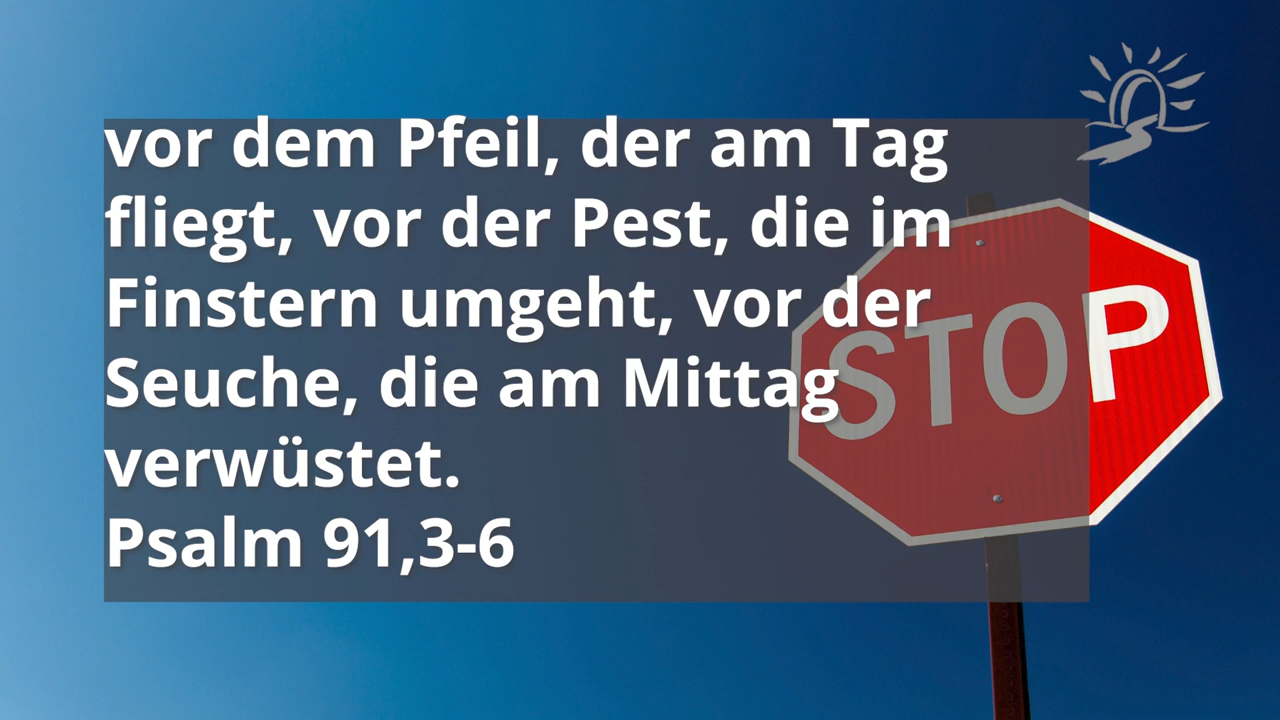 vor dem Pfeil, der am Tag
fliegt, vor der Pest, die im
Finstern umgeht, vor der
Seuche, die am Mittag
verwüstet.
Psalm 91,3-6
STOP